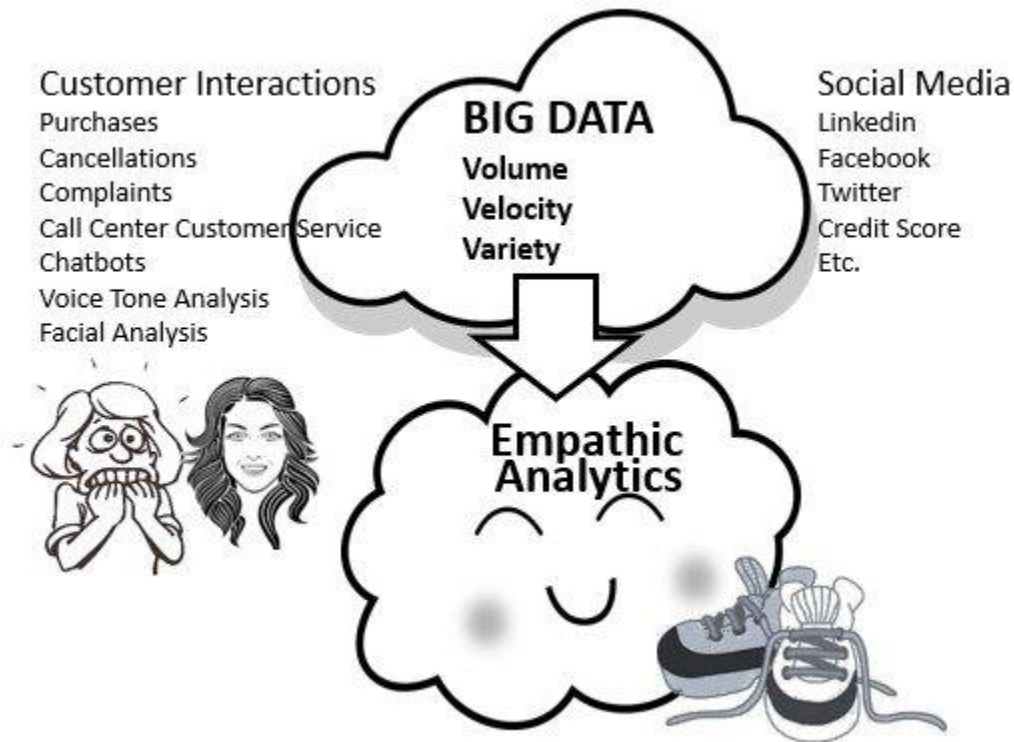 Customer Interactions
Purchases
Cancellations
Complaints
Call Center Customer Service
Chatbots
Voice Tone Analysis
Facial Analysis
BIG DATA
Volume
Velocity
Variety
Social Media
Linkedin
Facebook
Twitter
Credit Score
Etc.
Empathic
Analytics